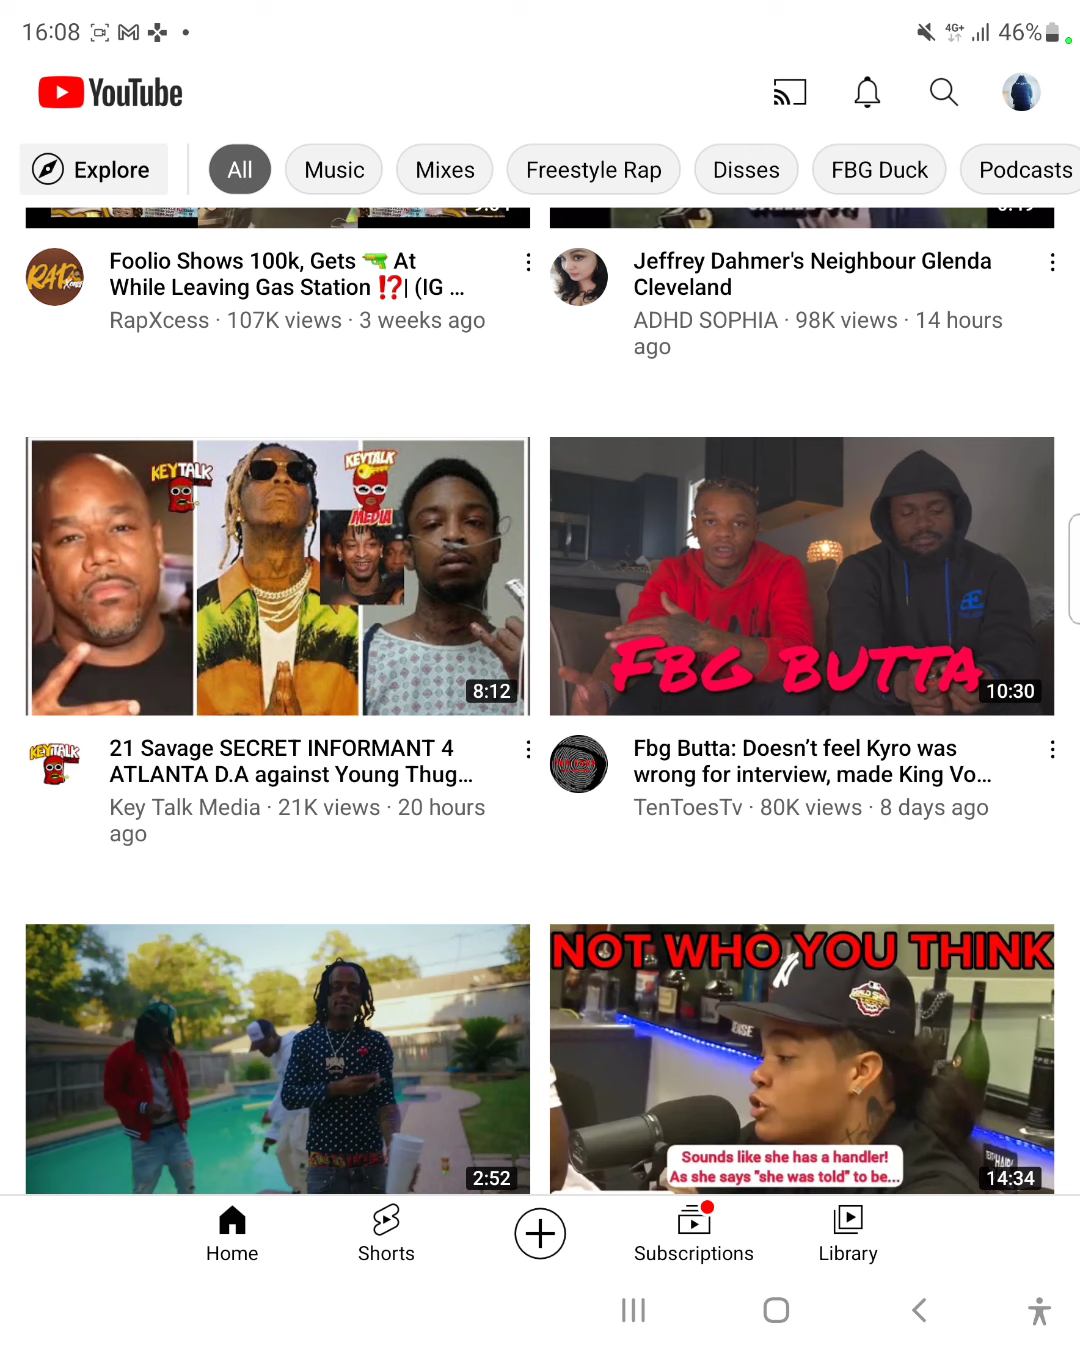 16:08
4G+ 46%
YouTube
Explore
All
Music
Mixes
Freestyle Rap
Disses
FBG Duck
Podcasts
Foolio Shows 100k, Gets 🔫 At
While Leaving Gas Station ⁉️| (IG ...
RapXcess · 107K views · 3 weeks ago
Jeffrey Dahmer's Neighbour Glenda
Cleveland
ADHD SOPHIA · 98K views · 14 hours
ago
KEYTALK
KEYTALK
MEDIA
8:12
FBG BUTTA
10:30
KEYTALK
21 Savage SECRET INFORMANT 4
ATLANTA D.A against Young Thug...
Key Talk Media · 21K views · 20 hours
ago
Fbg Butta: Doesn’t feel Kyro was
wrong for interview, made King Vo...
TenToesTv · 80K views · 8 days ago
2:52
NOT WHO YOU THINK
Sounds like she has a handler!
As she says "she was told" to be...
14:34
Home
Shorts
Subscriptions
Library